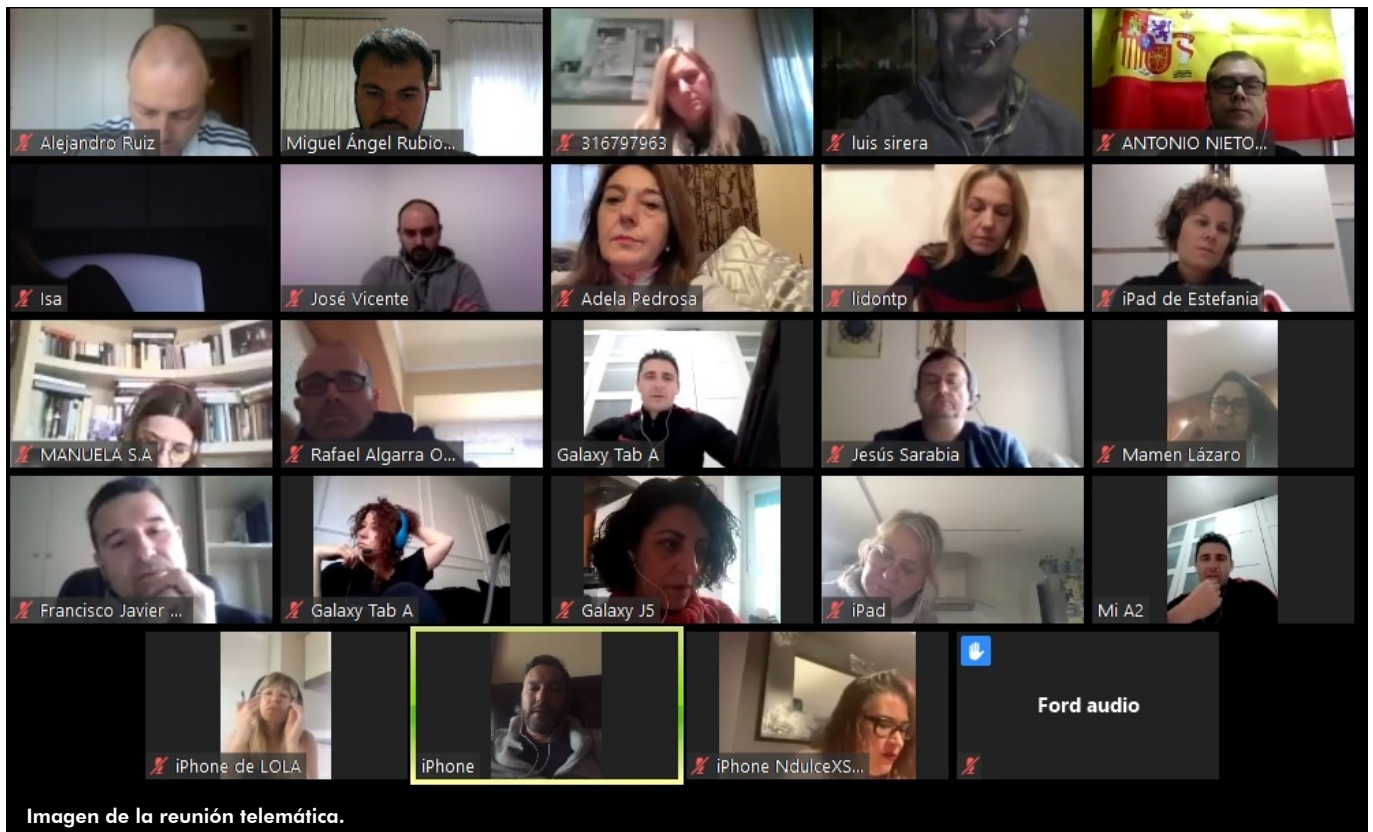 Alejandro Ruiz
Miguel Ángel Rubio...
316797963
luis sirera
ANTONIO NIETO...
Isa
José Vicente
Adela Pedrosa
lidontp
iPad de Estefania
MANUELA S.A
Rafael Algarra O...
Galaxy Tab A
Jesús Sarabia
Mamen Lázaro
Francisco Javier ...
Galaxy Tab A
Galaxy J5
iPad
Mi A2
iPhone de LOLA
iPhone
iPhone NdulceXS...
Ford audio
Imagen de la reunión telemática.